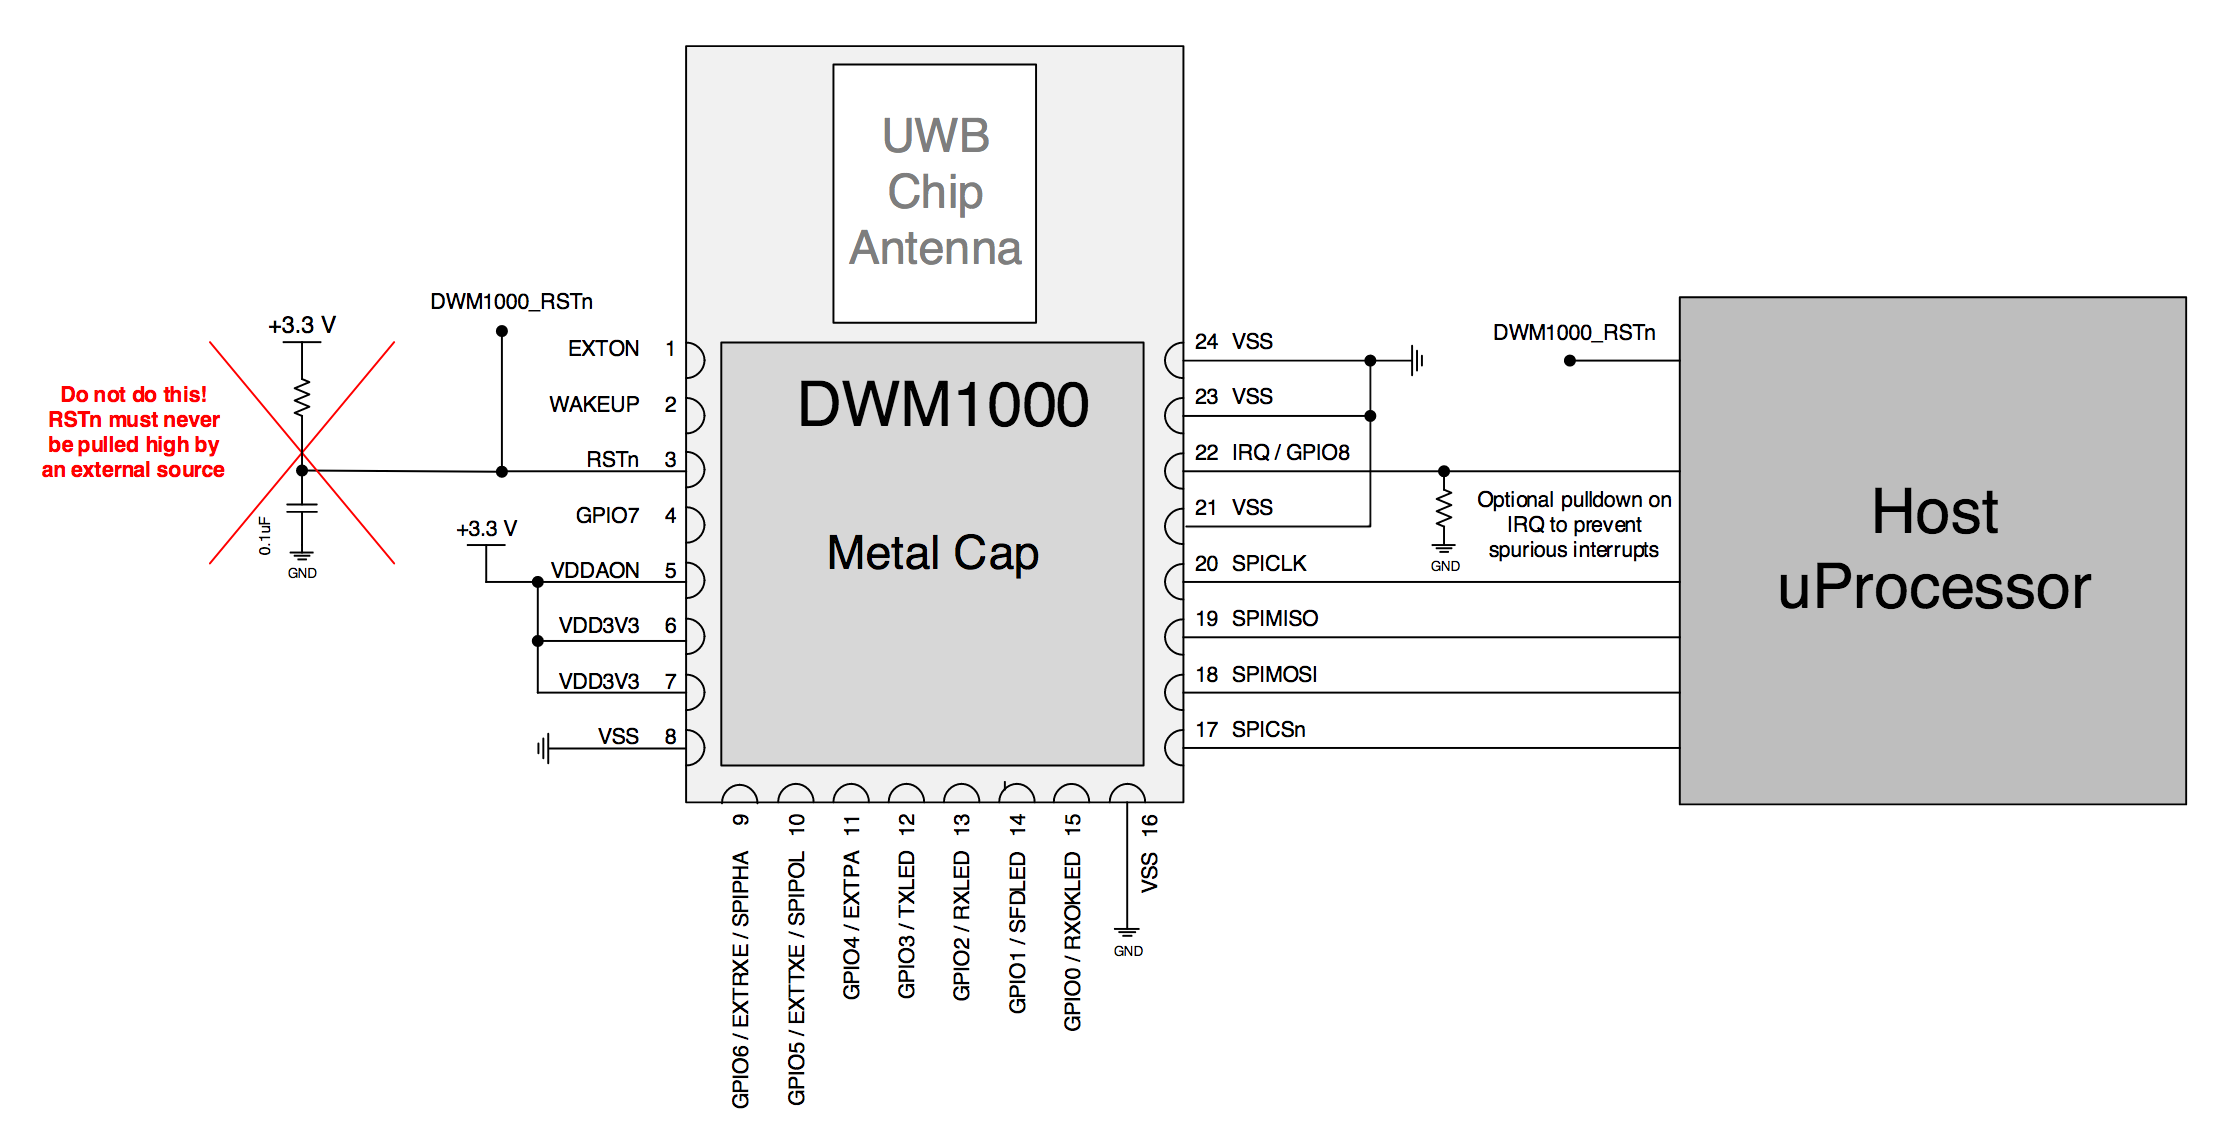 UWB
Chip
Antenna
DWM1000_RSTn
+3.3 V
Do not do this!
RSTn must never
be pulled high by
an external source
0.1uF
GND
+3.3 V
EXTON 1
WAKEUP 2
RSTn 3
GPIO7 4
VDDAON 5
VDD3V3 6
VDD3V3 7
VSS 8
DWM1000
Metal Cap
24 VSS
23 VSS
22 IRQ / GPIO8
21 VSS
20 SPICLK
19 SPIMISO
18 SPIMOSI
17 SPICSn
DWM1000_RSTn
Optional pulldown on
IRQ to prevent
spurious interrupts
GND
Host
uProcessor
GPIO6 / EXTRXE / SPIPHA 9
GPIO5 / EXTTXE / SPIPOL 10
GPIO4 / EXTPA 11
GPIO3 / TXLED 12
GPIO2 / RXLED 13
GPIO1 / SFDLED 14
GPIO0 / RXOKLED 15
VSS 16
GND